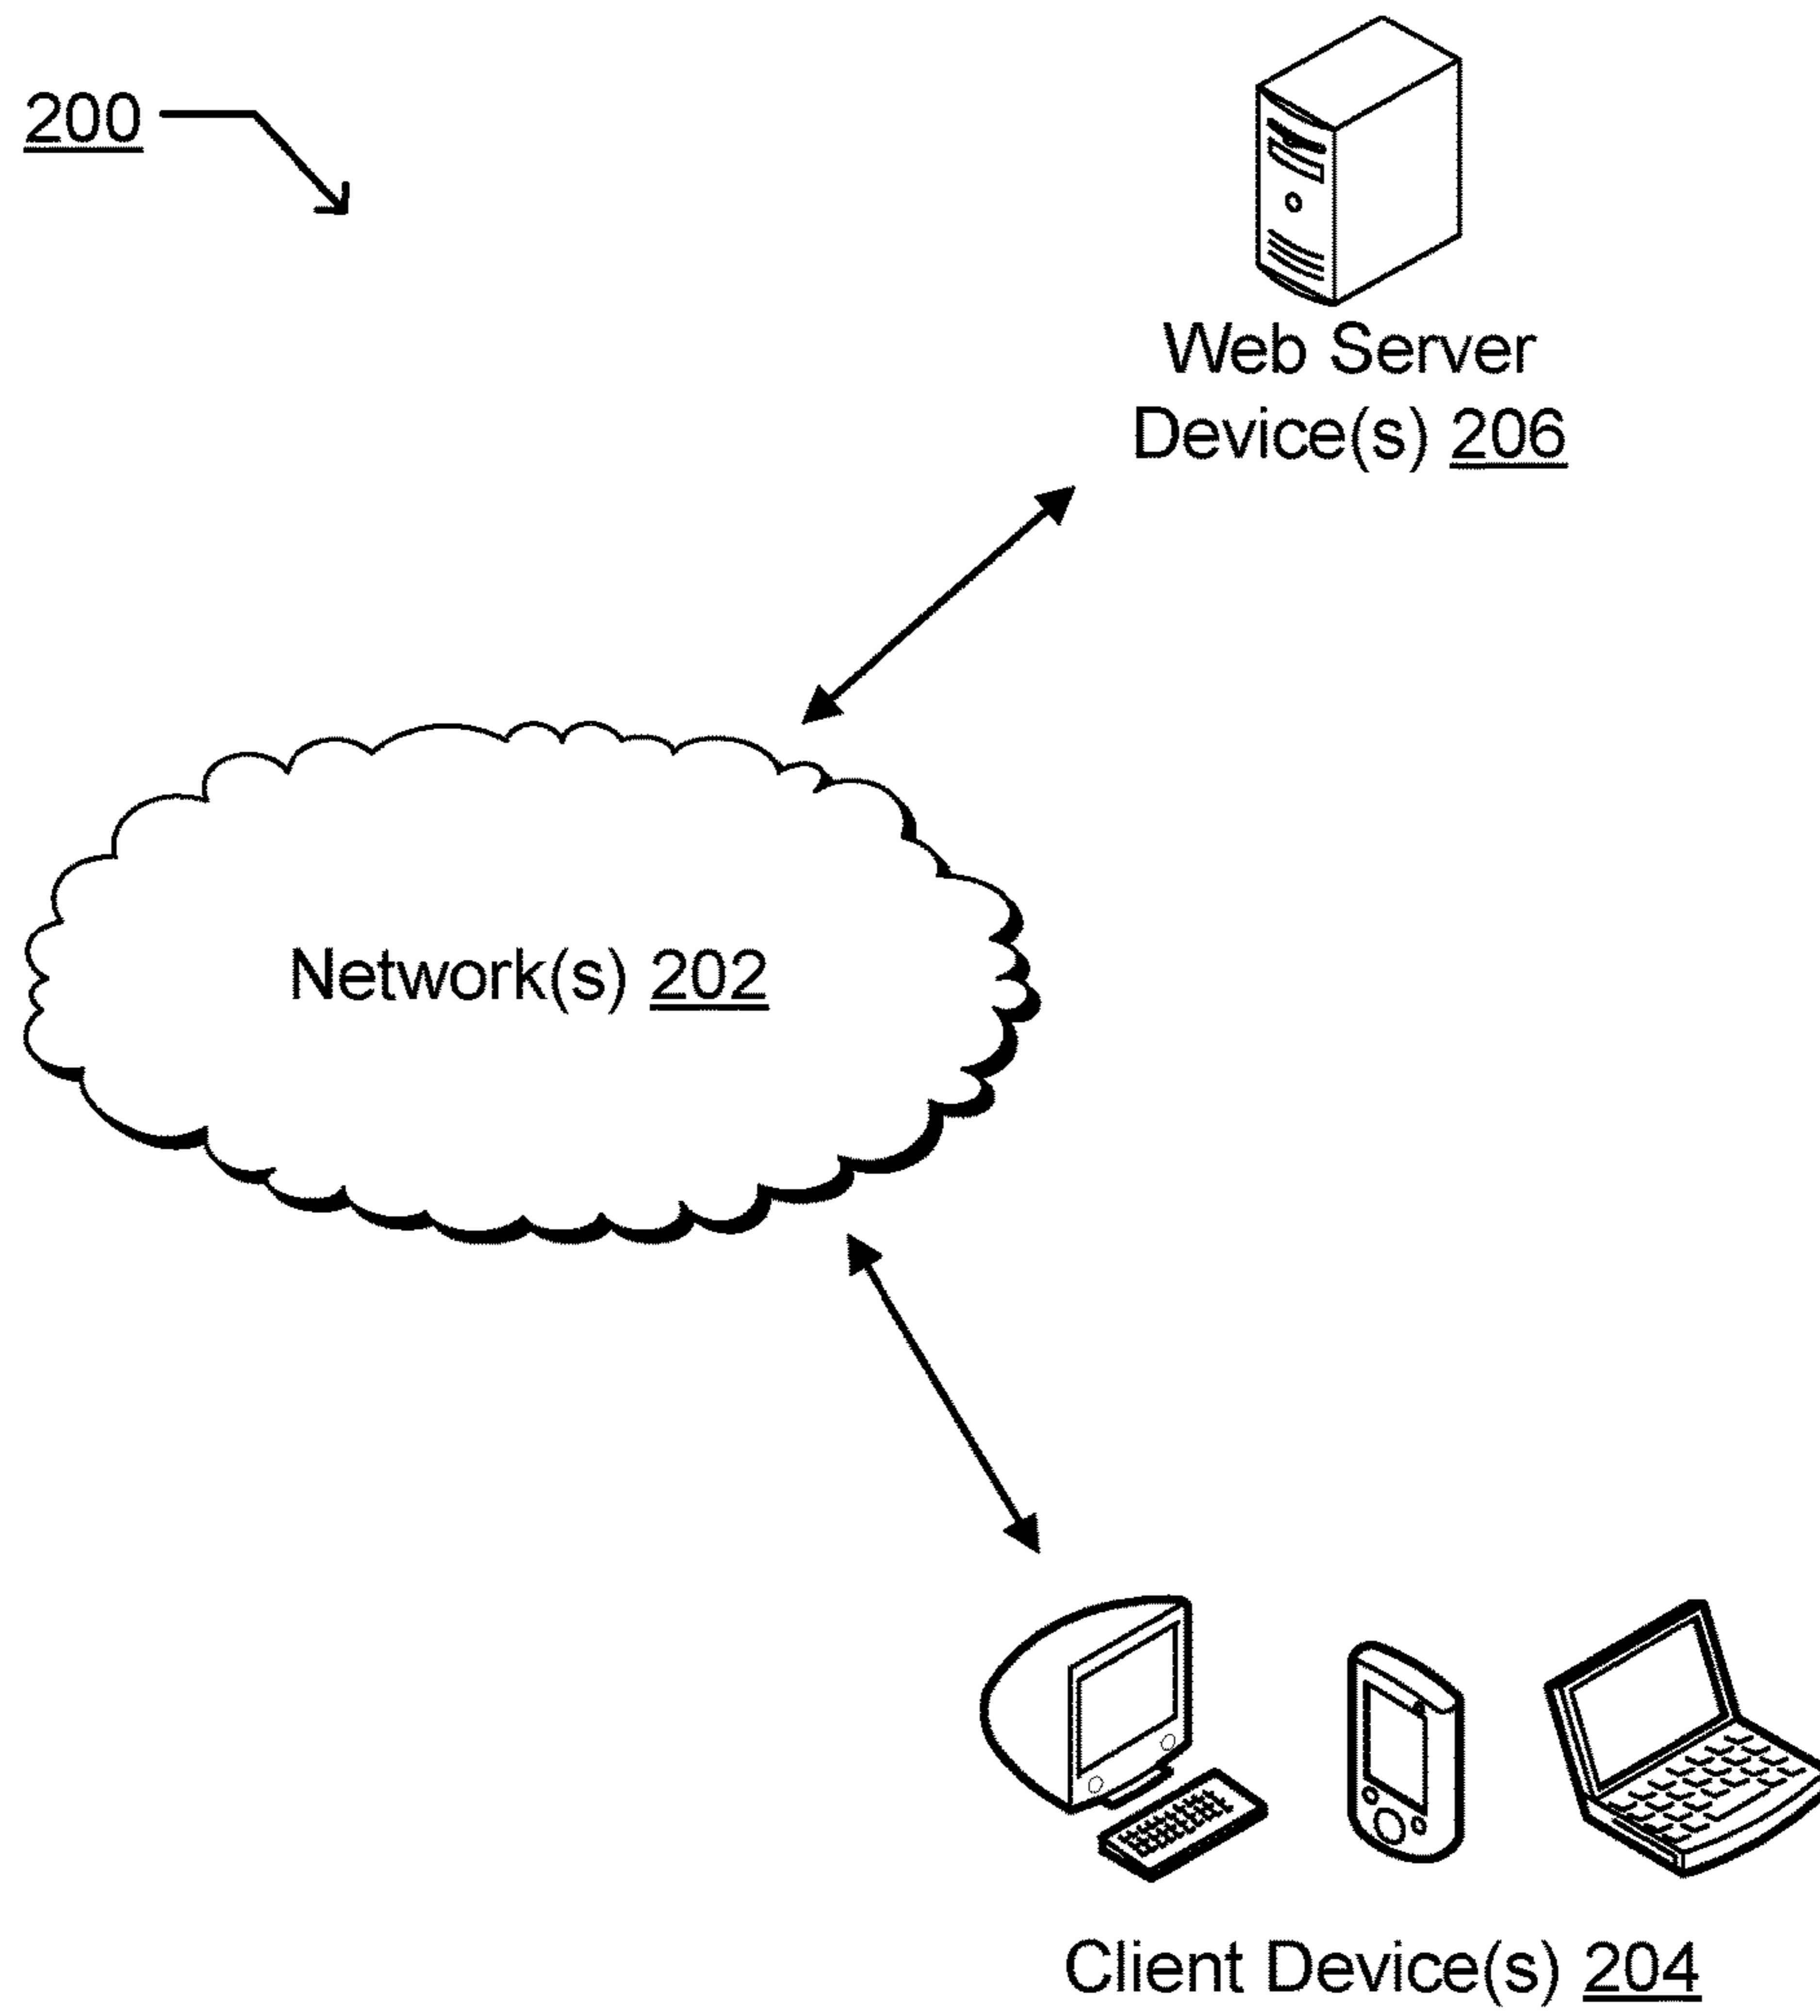 200
Web Server
Device(s) 206
Network(s) 202
Client Device(s) 204